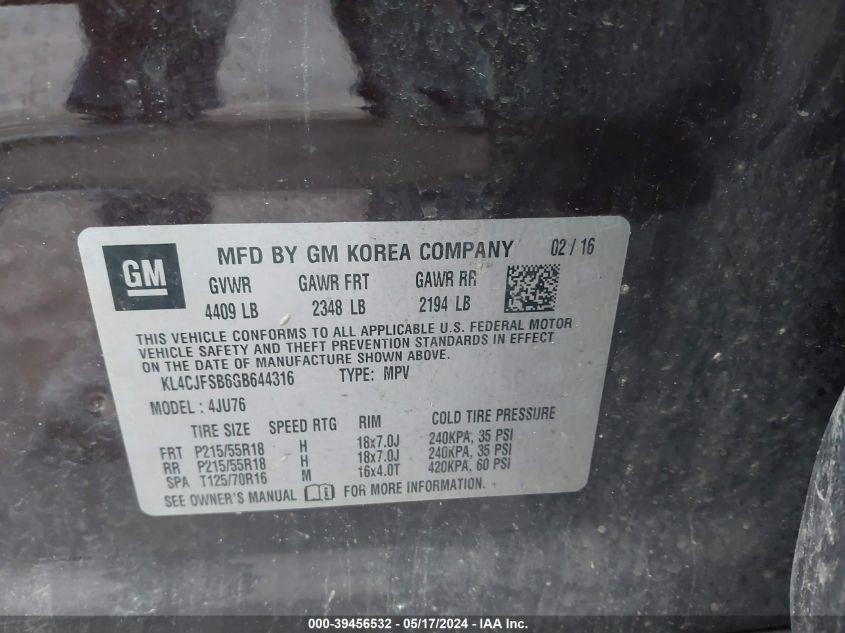 GM
MFD BY GM KOREA COMPANY 02 / 16
GVWR GAWR FRT GAWR RR
4409 LB 2348 LB 2194 LB
THIS VEHICLE CONFORMS TO ALL APPLICABLE U.S. FEDERAL MOTOR
VEHICLE SAFETY AND THEFT PREVENTION STANDARDS IN EFFECT
ON THE DATE OF MANUFACTURE SHOWN ABOVE.
KL4CJFSB6GB644316 TYPE: MPV
MODEL: 4JU76
TIRE SIZE SPEED RTG RIM COLD TIRE PRESSURE
FRT P215/55R18 H 18x7.0J 240KPA, 35 PSI
RR P215/55R18 H 18x7.0J 240KPA, 35 PSI
SPA T125/70R16 M 16x4.0T 420KPA, 60 PSI
SEE OWNER'S MANUAL FOR MORE INFORMATION.
000-39456532 - 05/17/2024 - IAA Inc.